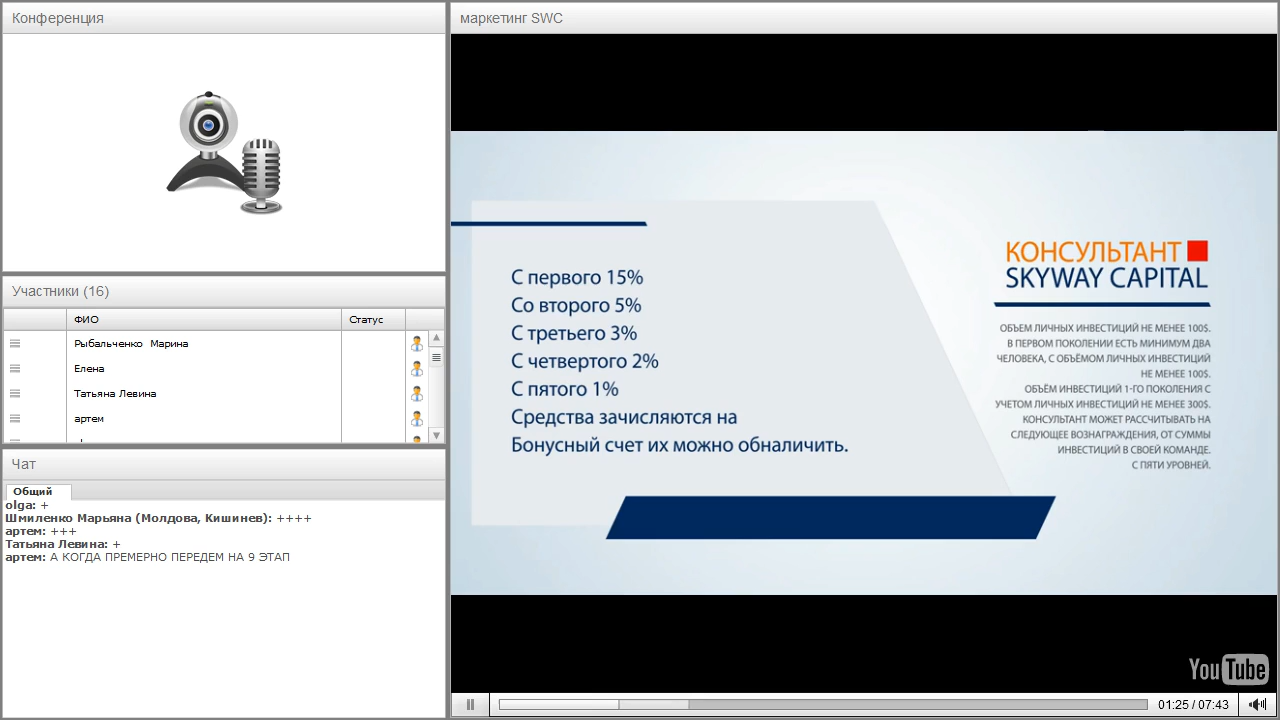 Конференция
Участники (16)
ФИО
Статус
Рыбальченко Марина
Елена
Татьяна Левина
артем
Чат
Общий
olga: +
Шмиленко Марьяна (Молдова, Кишинев): ++++
артем: +++
Татьяна Левина: +
артем: А КОГДА ПРЕМЕРНО ПЕРЕДЕМ НА 9 ЭТАП
маркетинг SWC
С первого 15%
Со второго 5%
С третьего 3%
С четвертого 2%
С пятого 1%
Средства зачисляются на
Бонусный счет их можно обналичить.
КОНСУЛЬТАНТ
SKYWAY CAPITAL
ОБЪЕМ ЛИЧНЫХ ИНВЕСТИЦИЙ НЕ МЕНЕЕ 100$.
В ПЕРВОМ ПОКОЛЕНИИ ЕСТЬ МИНИМУМ ДВА
ЧЕЛОВЕКА, С ОБЪЁМОМ ЛИЧНЫХ ИНВЕСТИЦИЙ
НЕ МЕНЕЕ 100$.
ОБЪЁМ ИНВЕСТИЦИЙ 1-ГО ПОКОЛЕНИЯ С
УЧЕТОМ ЛИЧНЫХ ИНВЕСТИЦИЙ НЕ МЕНЕЕ 300$.
КОНСУЛЬТАНТ МОЖЕТ РАССЧИТЫВАТЬ НА
СЛЕДУЮЩЕЕ ВОЗНАГРАЖДЕНИЯ, ОТ СУММЫ
ИНВЕСТИЦИЙ В СВОЕЙ КОМАНДЕ.
С ПЯТИ УРОВНЕЙ.
YouTube
01:25 / 07:43